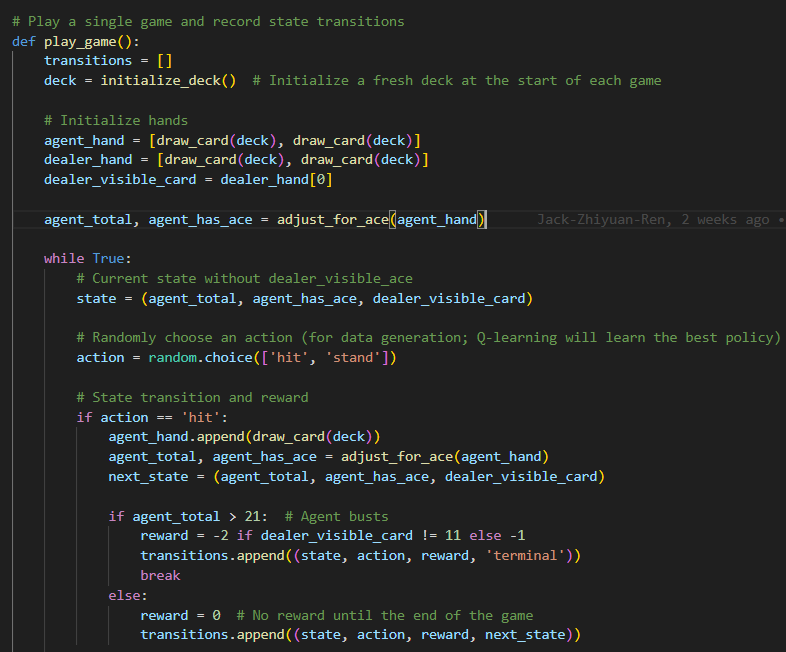 # Play a single game and record state transitions
def play_game():
    transitions = []
    deck = initialize_deck()  # Initialize a fresh deck at the start of each game

    # Initialize hands
    agent_hand = [draw_card(deck), draw_card(deck)]
    dealer_hand = [draw_card(deck), draw_card(deck)]
    dealer_visible_card = dealer_hand[0]

    agent_total, agent_has_ace = adjust_for_ace(agent_hand)      Jack-Zhiyuan-Ren, 2 weeks ago •

    while True:
        # Current state without dealer_visible_ace
        state = (agent_total, agent_has_ace, dealer_visible_card)

        # Randomly choose an action (for data generation; Q-learning will learn the best policy)
        action = random.choice(['hit', 'stand'])

        # State transition and reward
        if action == 'hit':
            agent_hand.append(draw_card(deck))
            agent_total, agent_has_ace = adjust_for_ace(agent_hand)
            next_state = (agent_total, agent_has_ace, dealer_visible_card)

            if agent_total > 21:  # Agent busts
                reward = -2 if dealer_visible_card != 11 else -1
                transitions.append((state, action, reward, 'terminal'))
                break
            else:
                reward = 0  # No reward until the end of the game
                transitions.append((state, action, reward, next_state))